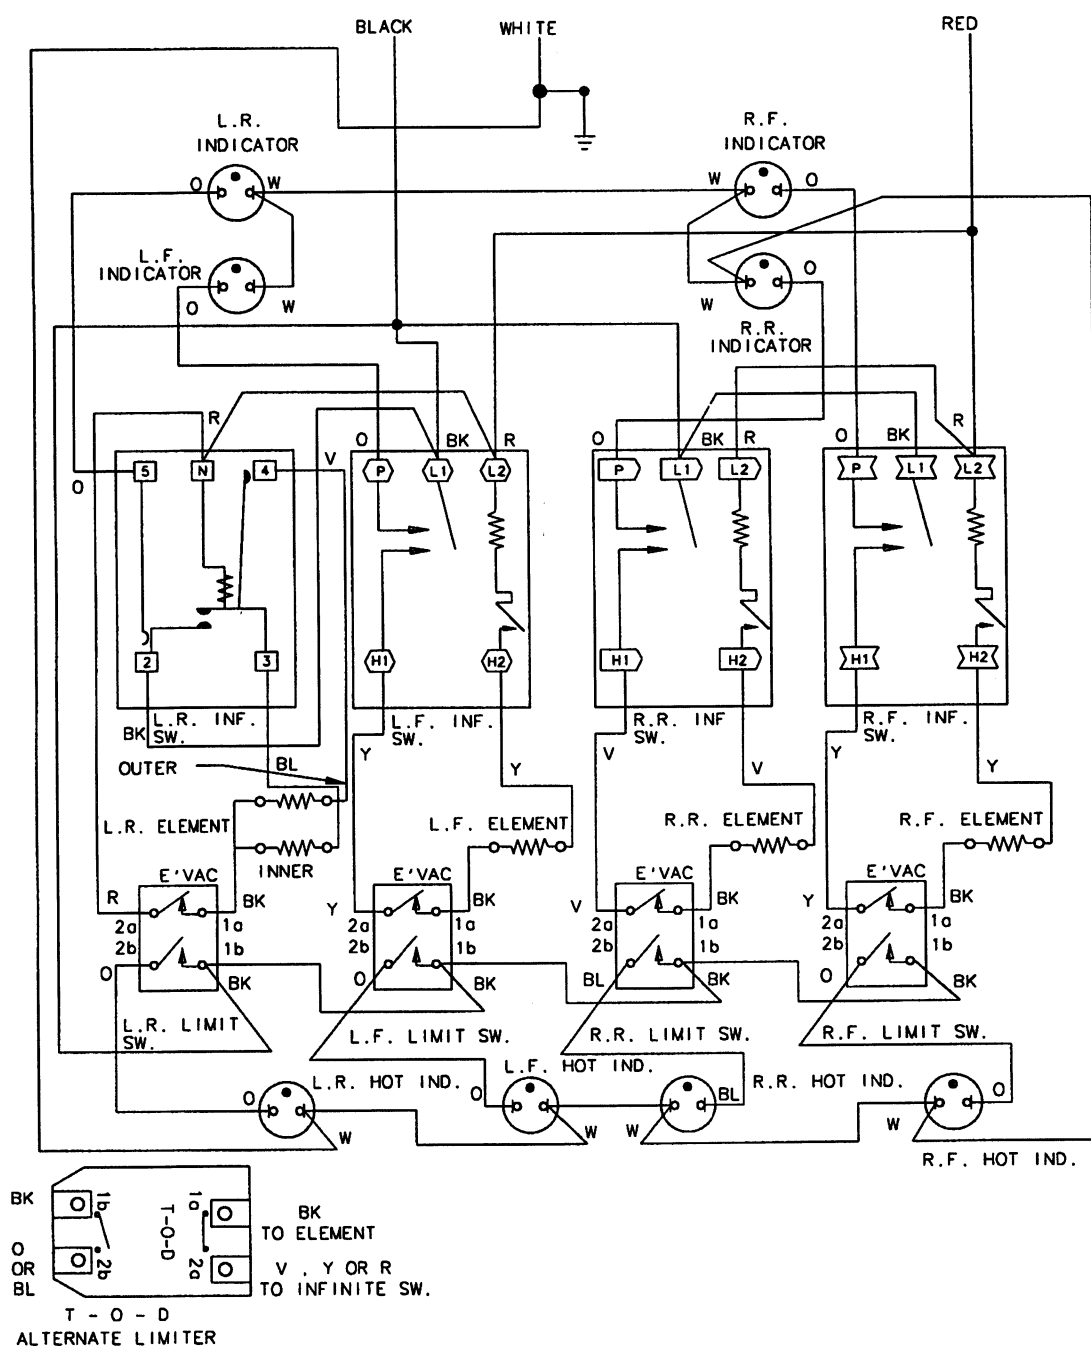 BLACK
WHITE
RED
L.R.
INDICATOR
R.F.
INDICATOR
O
W
W
O
L.F.
INDICATOR
O
W
O
W
R.R.
INDICATOR
R
V
O
BK
R
O
BK
R
O
BK
R
O
5
N
4
P
L1
L2
P
L1
L2
P
L1
L2
2
3
H1
H2
H1
H2
H1
H2
BK
L.R. INF.
SW.
L.F. INF.
SW.
R.R. INF
SW.
R.F. INF.
SW.
OUTER
BL
Y
Y
V
V
Y
Y
L.R. ELEMENT
L.F. ELEMENT
R.R. ELEMENT
R.F. ELEMENT
INNER
E'VAC
E'VAC
E'VAC
E'VAC
R
BK
Y
BK
V
BK
Y
BK
2a
1a
2a
1a
2a
1a
2a
1a
2b
1b
2b
1b
2b
1b
2b
1b
O
BK
O
BK
BL
BK
O
BK
L.R. LIMIT
SW.
L.F. LIMIT SW.
R.R. LIMIT SW.
R.F. LIMIT SW.
L.R. HOT IND.
L.F. HOT IND.
R.R. HOT IND.
O
W
O
W
W
BL
W
O
R.F. HOT IND.
BK
1b
1a
T-O-D
BK
TO ELEMENT
O
OR
BL
2b
2a
V , Y OR R
TO INFINITE SW.
T - O - D
ALTERNATE LIMITER